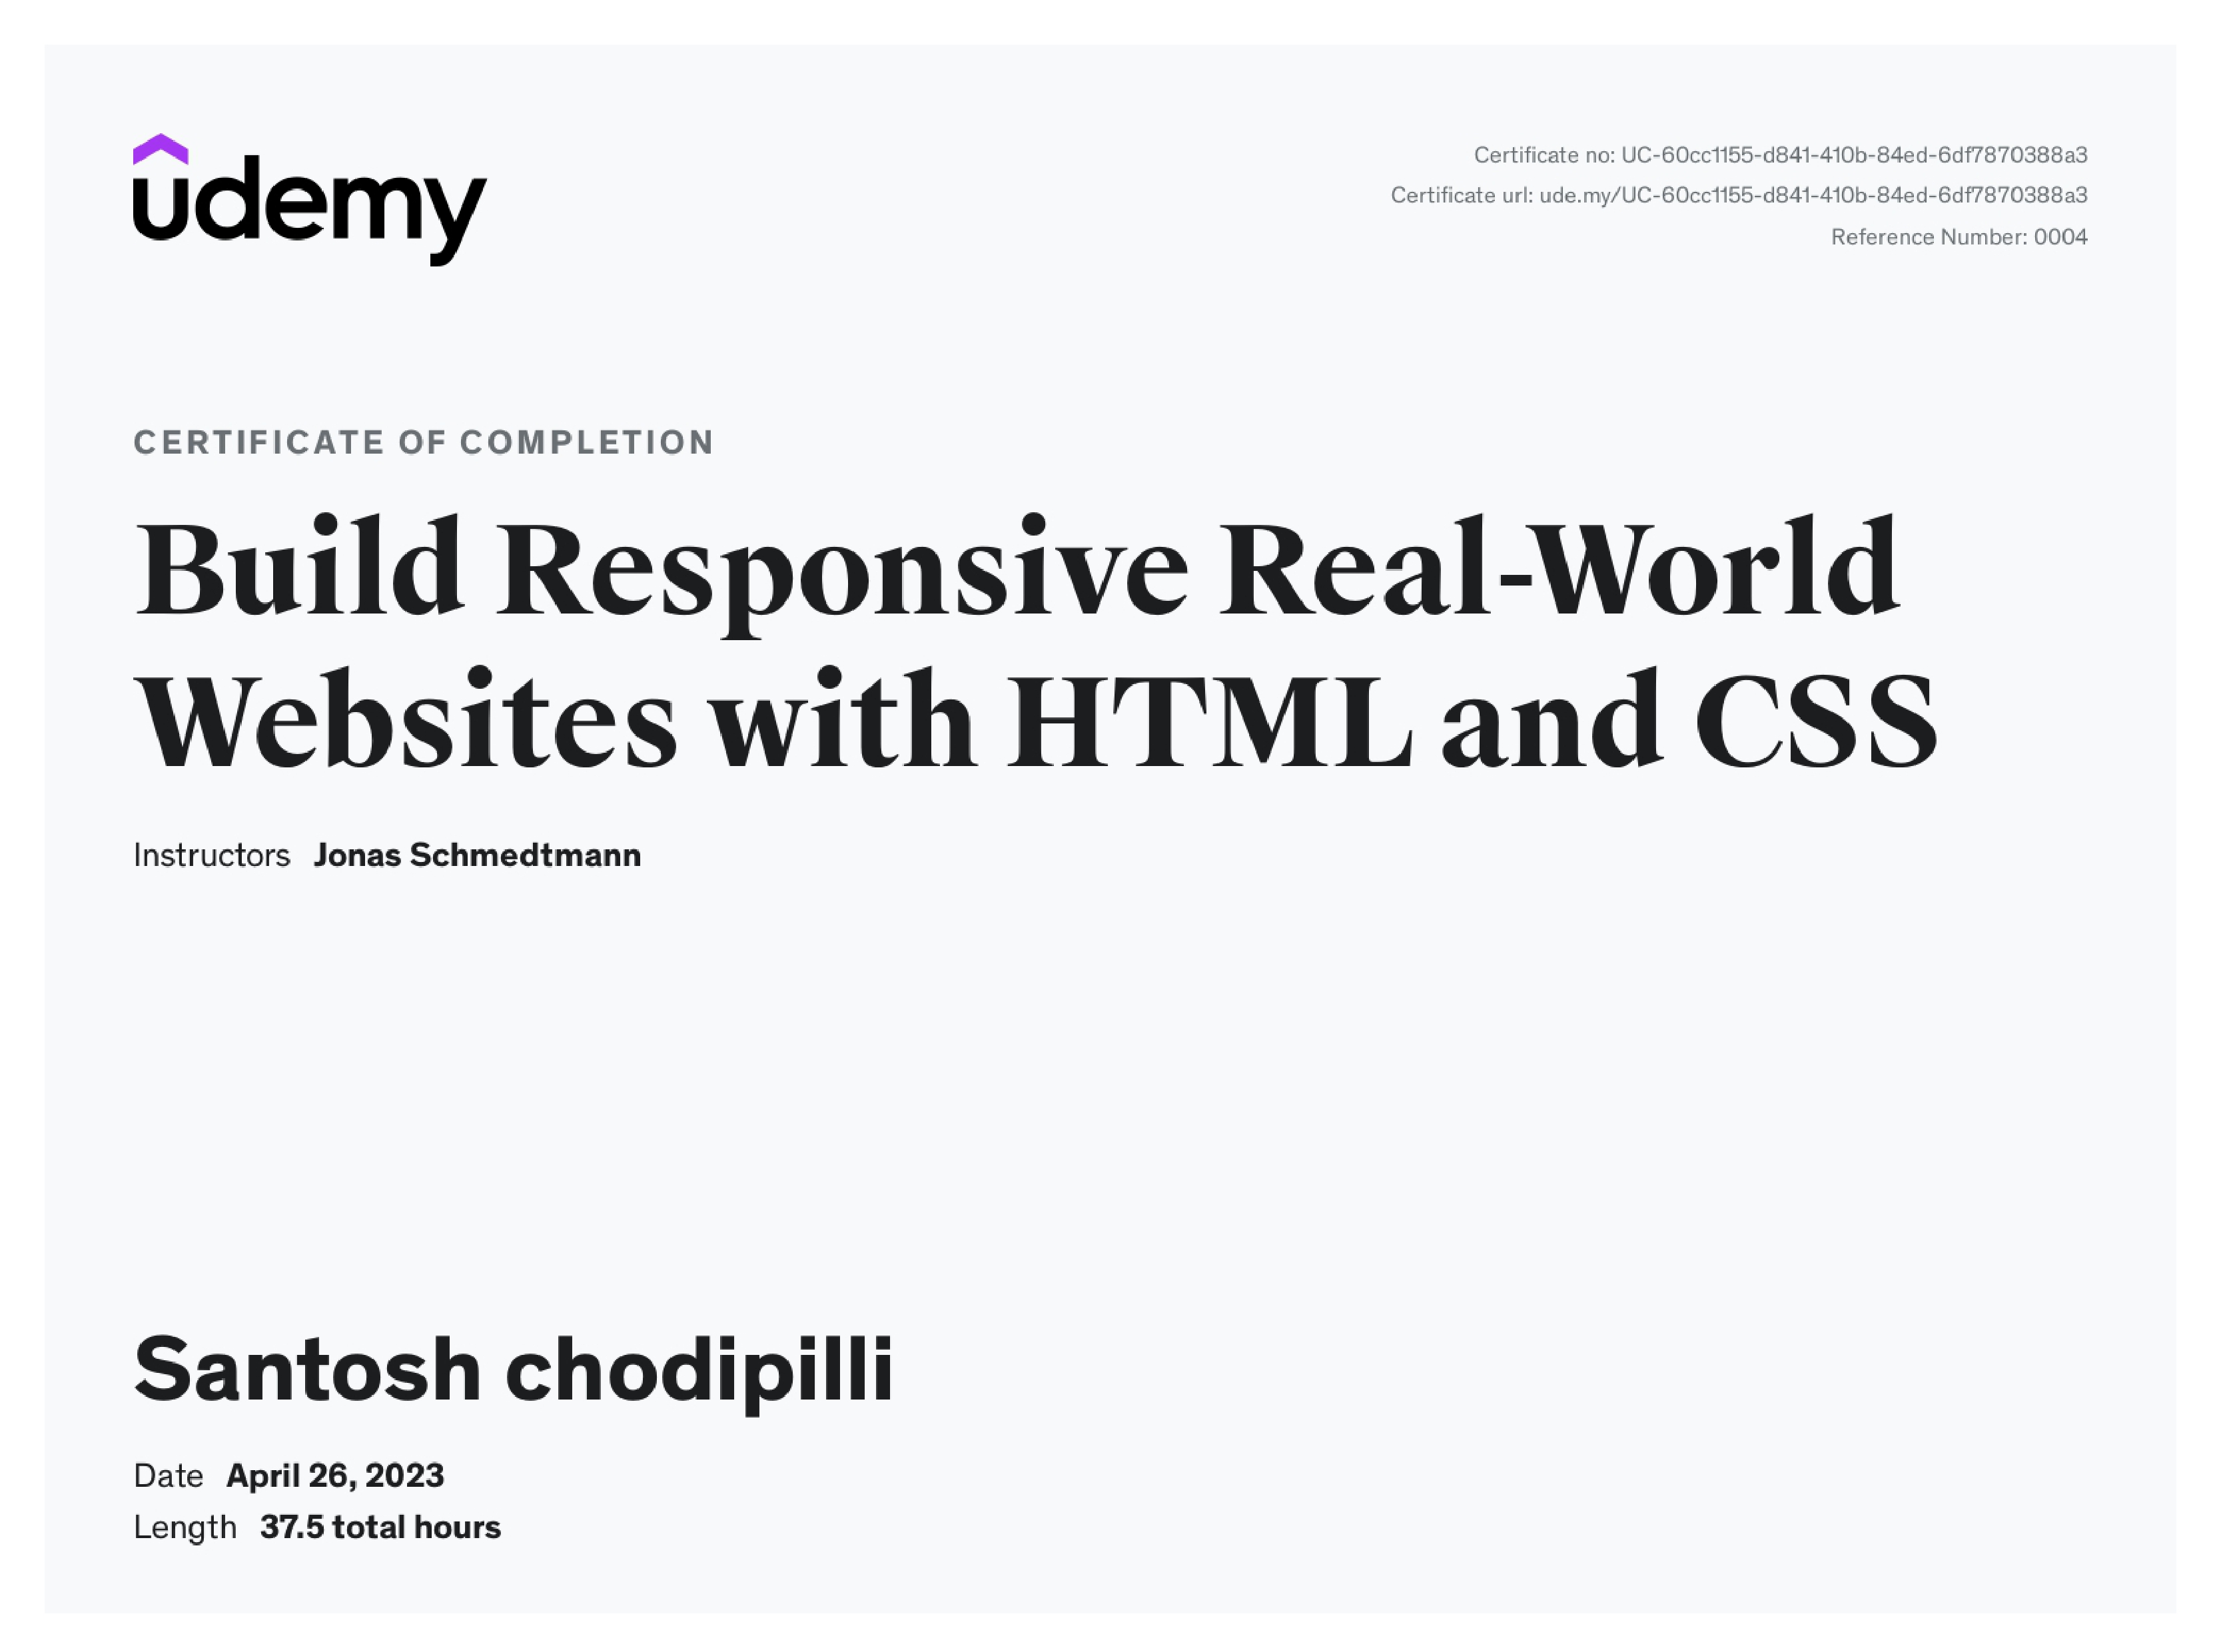 udemy
Certificate no: UC-60cc1155-d841-410b-84ed-6df7870388a3
Certificate url: ude.my/UC-60cc1155-d841-410b-84ed-6df7870388a3
Reference Number: 0004
CERTIFICATE OF COMPLETION
Build Responsive Real-World
Websites with HTML and CSS
Instructors Jonas Schmedtmann
Santosh chodipilli
Date April 26, 2023
Length 37.5 total hours